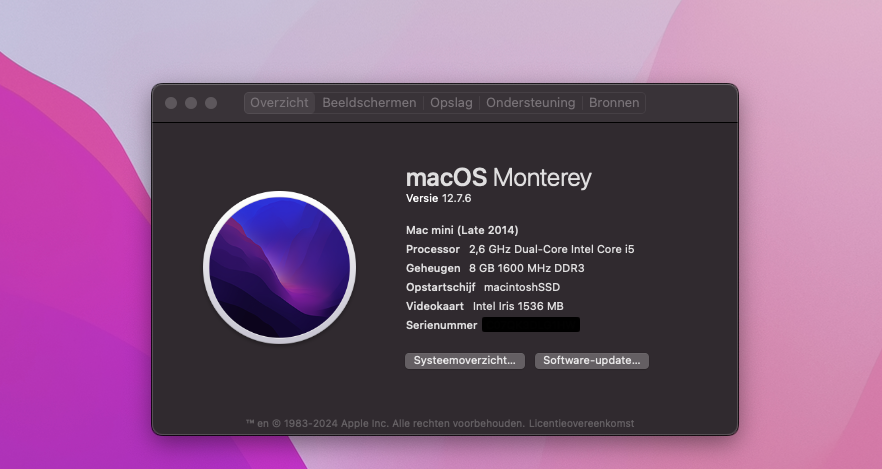 Overzicht Beeldschermen Opslag Ondersteuning Bronnen
macOS Monterey
Versie 12.7.6
Mac mini (Late 2014)
Processor 2,6 GHz Dual-Core Intel Core i5
Geheugen 8 GB 1600 MHz DDR3
Opstartschijf macintoshSSD
Videokaart Intel Iris 1536 MB
Serienummer
Systeemoverzicht... Software-update...
™ en © 1983-2024 Apple Inc. Alle rechten voorbehouden. Licentieovereenkomst